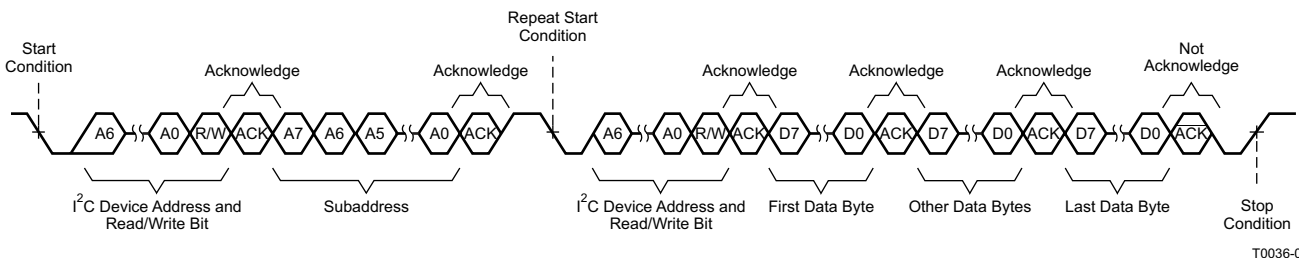 Repeat Start
Condition
Start
Condition
Not
Acknowledge
Acknowledge
Acknowledge
Acknowledge
Acknowledge
Acknowledge
A6 A0 R/W ACK A7 A6 A5 A0 ACK A6 A0 R/W ACK D7 D0 ACK D7 D0 ACK D7 D0 ACK
I2C Device Address and
Read/Write Bit
Subaddress
I2C Device Address and
Read/Write Bit
First Data Byte
Other Data Bytes
Last Data Byte
Stop
Condition
T0036-0